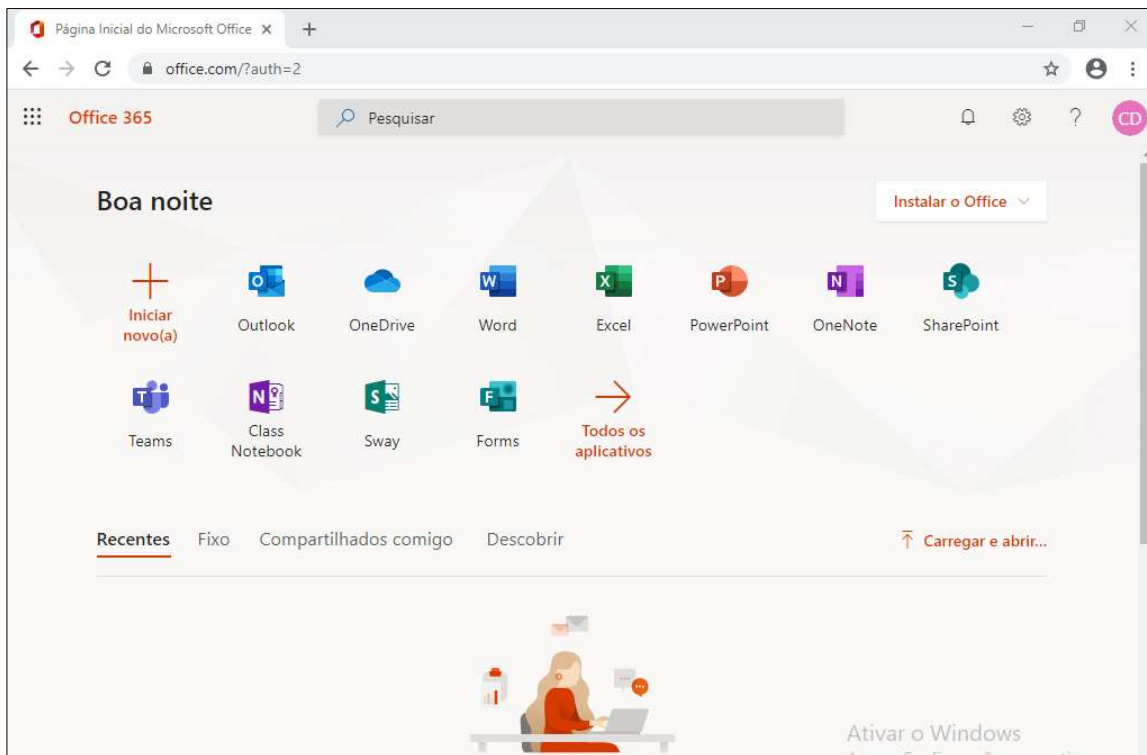 Página Inicial do Microsoft Office
office.com/?auth=2
Office 365
Pesquisar
CD
Boa noite
Instalar o Office
Iniciar
novo(a)
Outlook
OneDrive
Word
Excel
PowerPoint
OneNote
SharePoint
Teams
Class
Notebook
Sway
Forms
Todos os
aplicativos
Recentes
Fixo
Compartilhados comigo
Descobrir
Carregar e abrir...
Ativar o Windows